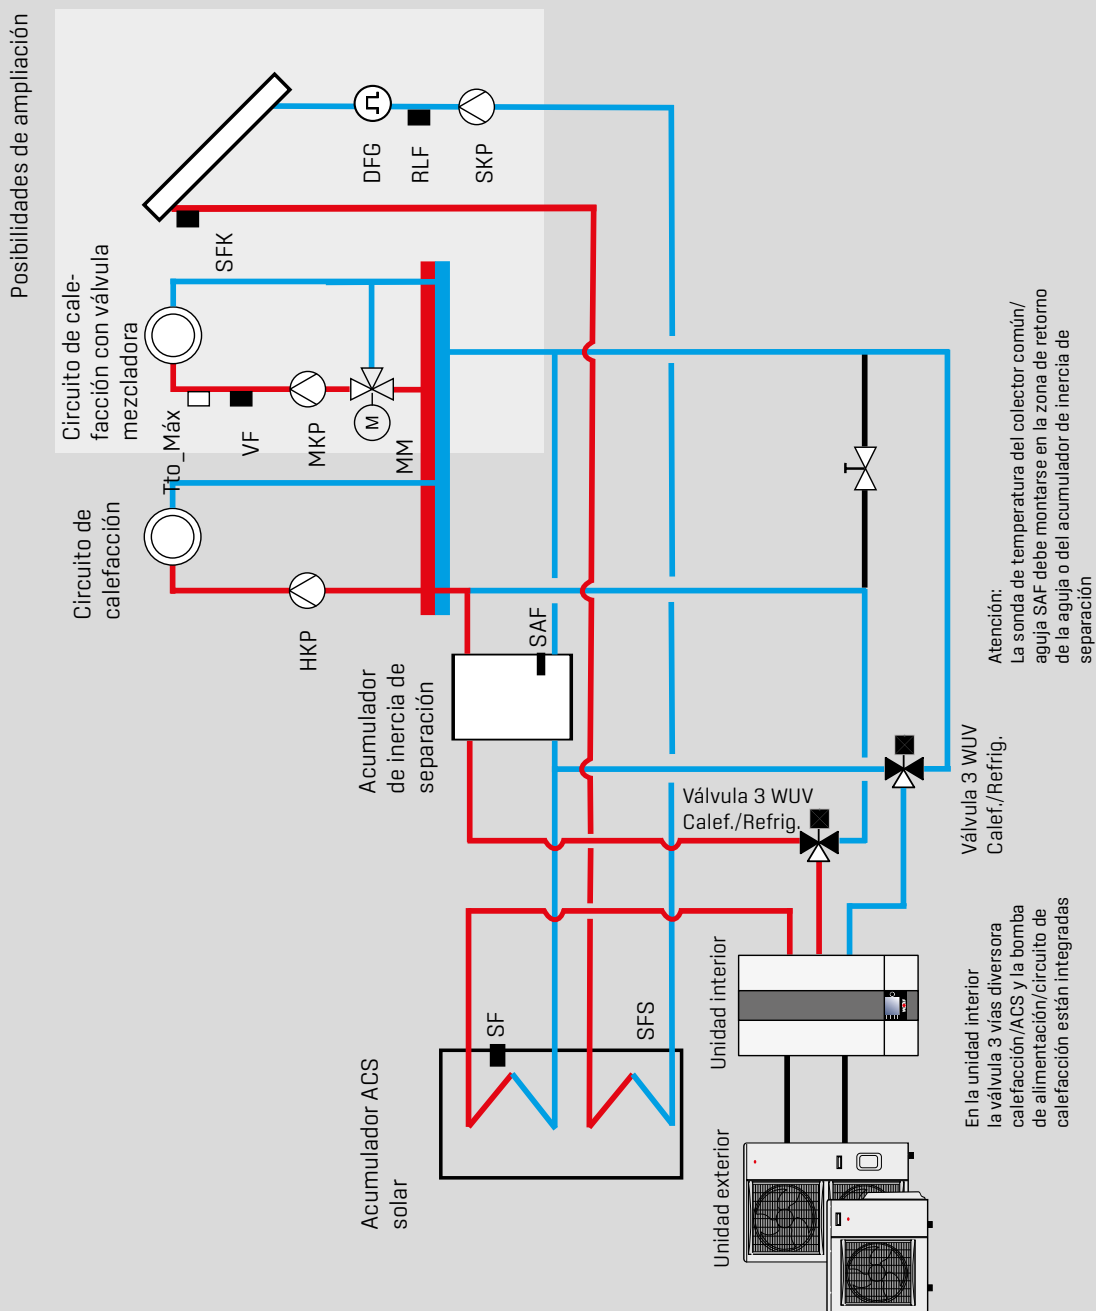 Posibilidades de ampliación
Circuito de cale-
facción con válvula
mezcladora
SFK
DFG
RLF
SKP
Tto_Máx
VF
MKP
M
MM
Circuito de
calefacción
HKP
Acumulador
de inercia de
separación
SAF
Válvula 3 WUV
Calef./Refrig.
Válvula 3 WUV
Calef./Refrig.
Atención:
La sonda de temperatura del colector común/
aguja SAF debe montarse en la zona de retorno
de la aguja o del acumulador de inercia de
separación
Acumulador ACS
solar
SF
SFS
Unidad interior
Unidad exterior
En la unidad interior
la válvula 3 vías diversora
calefacción/ACS y la bomba
de alimentación/circuito de
calefacción están integradas